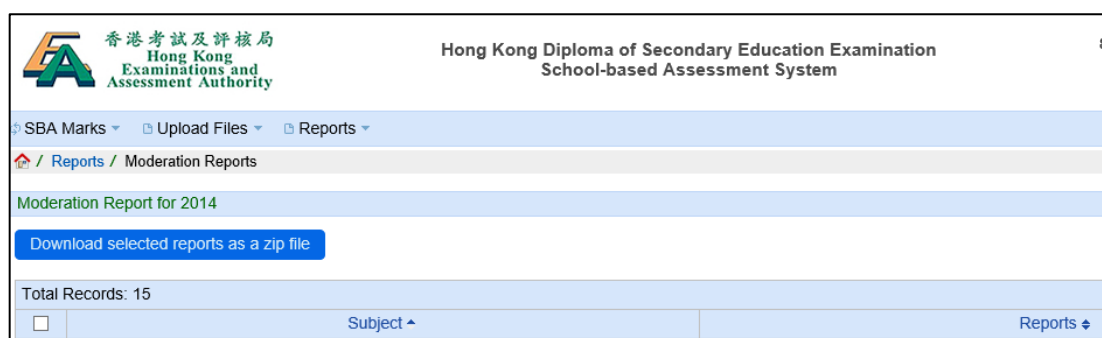 香港考試及評核局
Hong Kong
Examinations and
Assessment Authority
Hong Kong Diploma of Secondary Education Examination
School-based Assessment System
SBA Marks Upload Files Reports
/ Reports / Moderation Reports
Moderation Report for 2014
Download selected reports as a zip file
Total Records: 15
Subject Reports